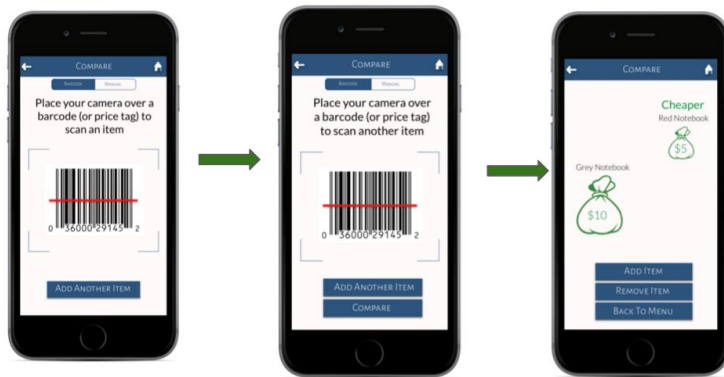 COMPARE
BARCODE MANUAL
Place your camera over a
barcode (or price tag) to
scan an item
0 36000 29145 2
ADD ANOTHER ITEM
COMPARE
BARCODE MANUAL
Place your camera over
a barcode (or price tag)
to scan another item
0 36000 29145 2
ADD ANOTHER ITEM
COMPARE
COMPARE
Cheaper
Red Notebook
$5
Grey Notebook
$10
ADD ITEM
REMOVE ITEM
BACK TO MENU